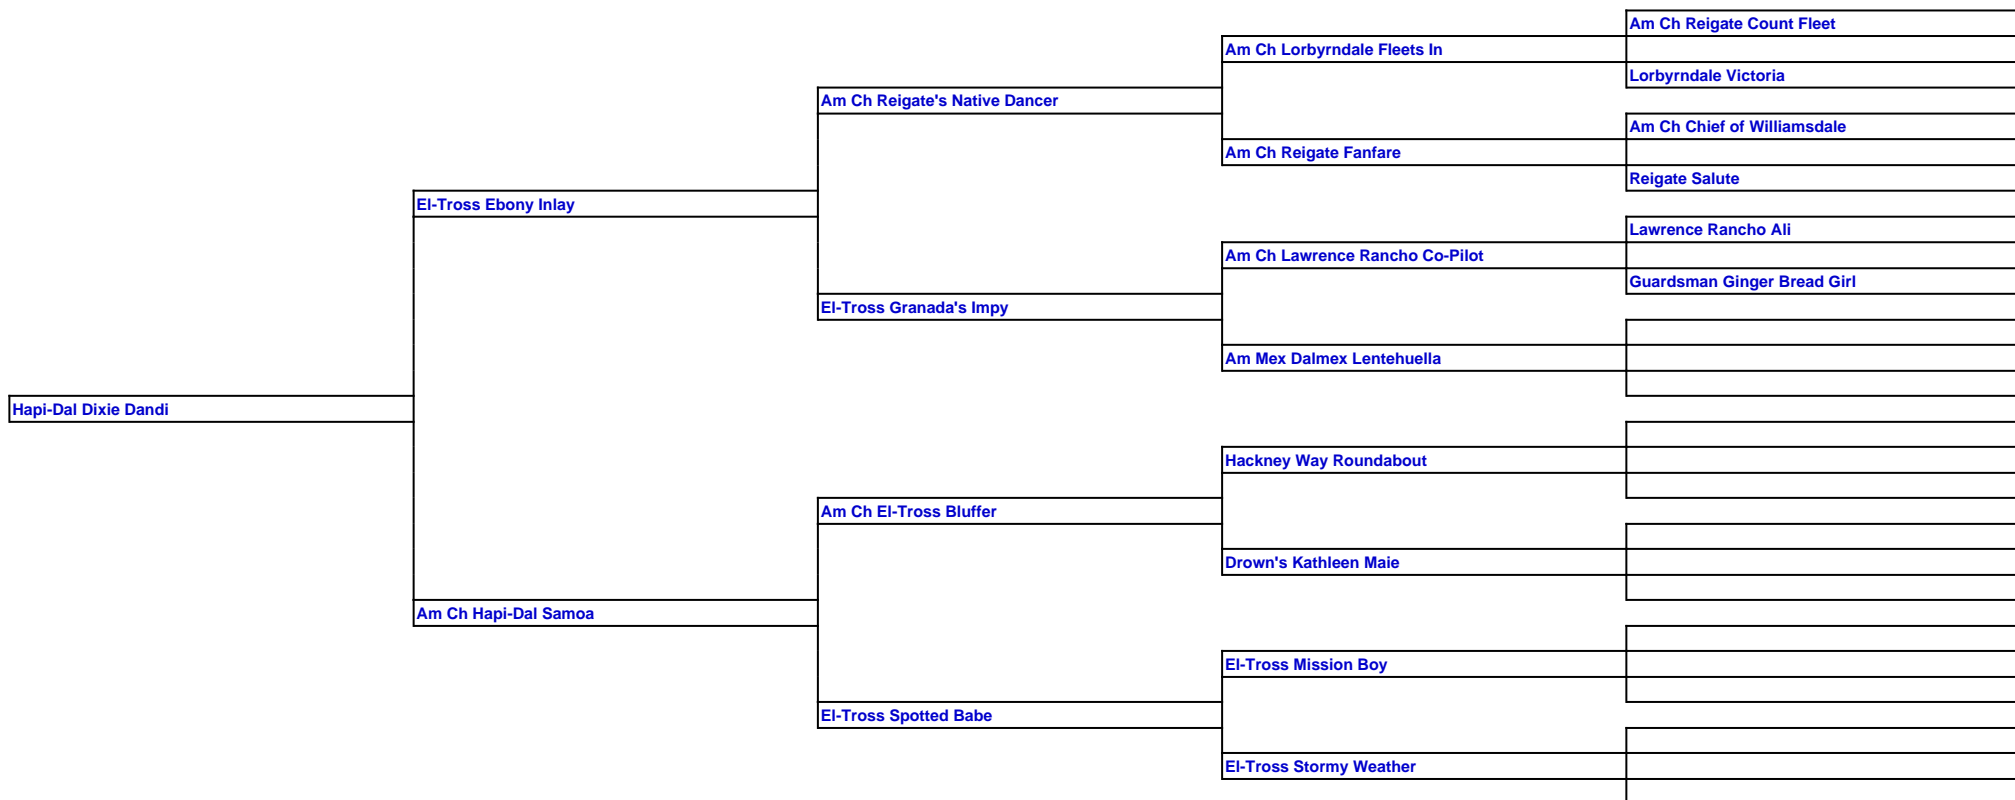 Am Ch Reigate Count Fleet
Am Ch Lorbyrndale Fleets In
Lorbyrndale Victoria
Am Ch Reigate's Native Dancer
Am Ch Chief of Williamsdale
Am Ch Reigate Fanfare
Reigate Salute
El-Tross Ebony Inlay
Lawrence Rancho Ali
Am Ch Lawrence Rancho Co-Pilot
Guardsman Ginger Bread Girl
El-Tross Granada's Impy
Am Mex Dalmex Lentehuella
Hapi-Dal Dixie Dandi
Hackney Way Roundabout
Am Ch El-Tross Bluffer
Drown's Kathleen Maie
Am Ch Hapi-Dal Samoa
El-Tross Mission Boy
El-Tross Spotted Babe
El-Tross Stormy Weather